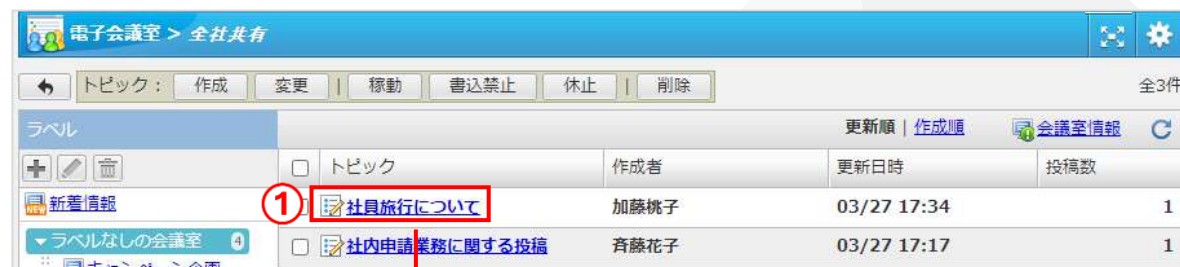 電子会議室 > 全社共有
トピック： 作成 変更 | 稼動 書込禁止 休止 | 削除 全3件
ラベル 更新順 | 作成順 会議室情報
トピック 作成者 更新日時 投稿数
新着情報 ① 社員旅行について 加藤桃子 03/27 17:34 1
ラベルなしの会議室 4 社内申請業務に関する投稿 斉藤花子 03/27 17:17 1